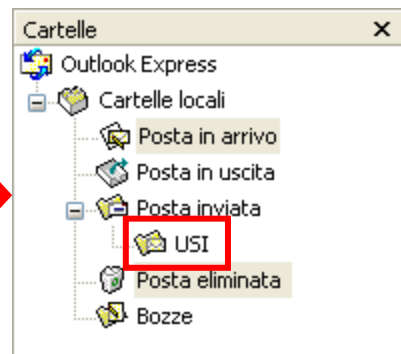 Cartelle
Outlook Express
Cartelle locali
Posta in arrivo
Posta in uscita
Posta inviata
USI
Posta eliminata
Bozze